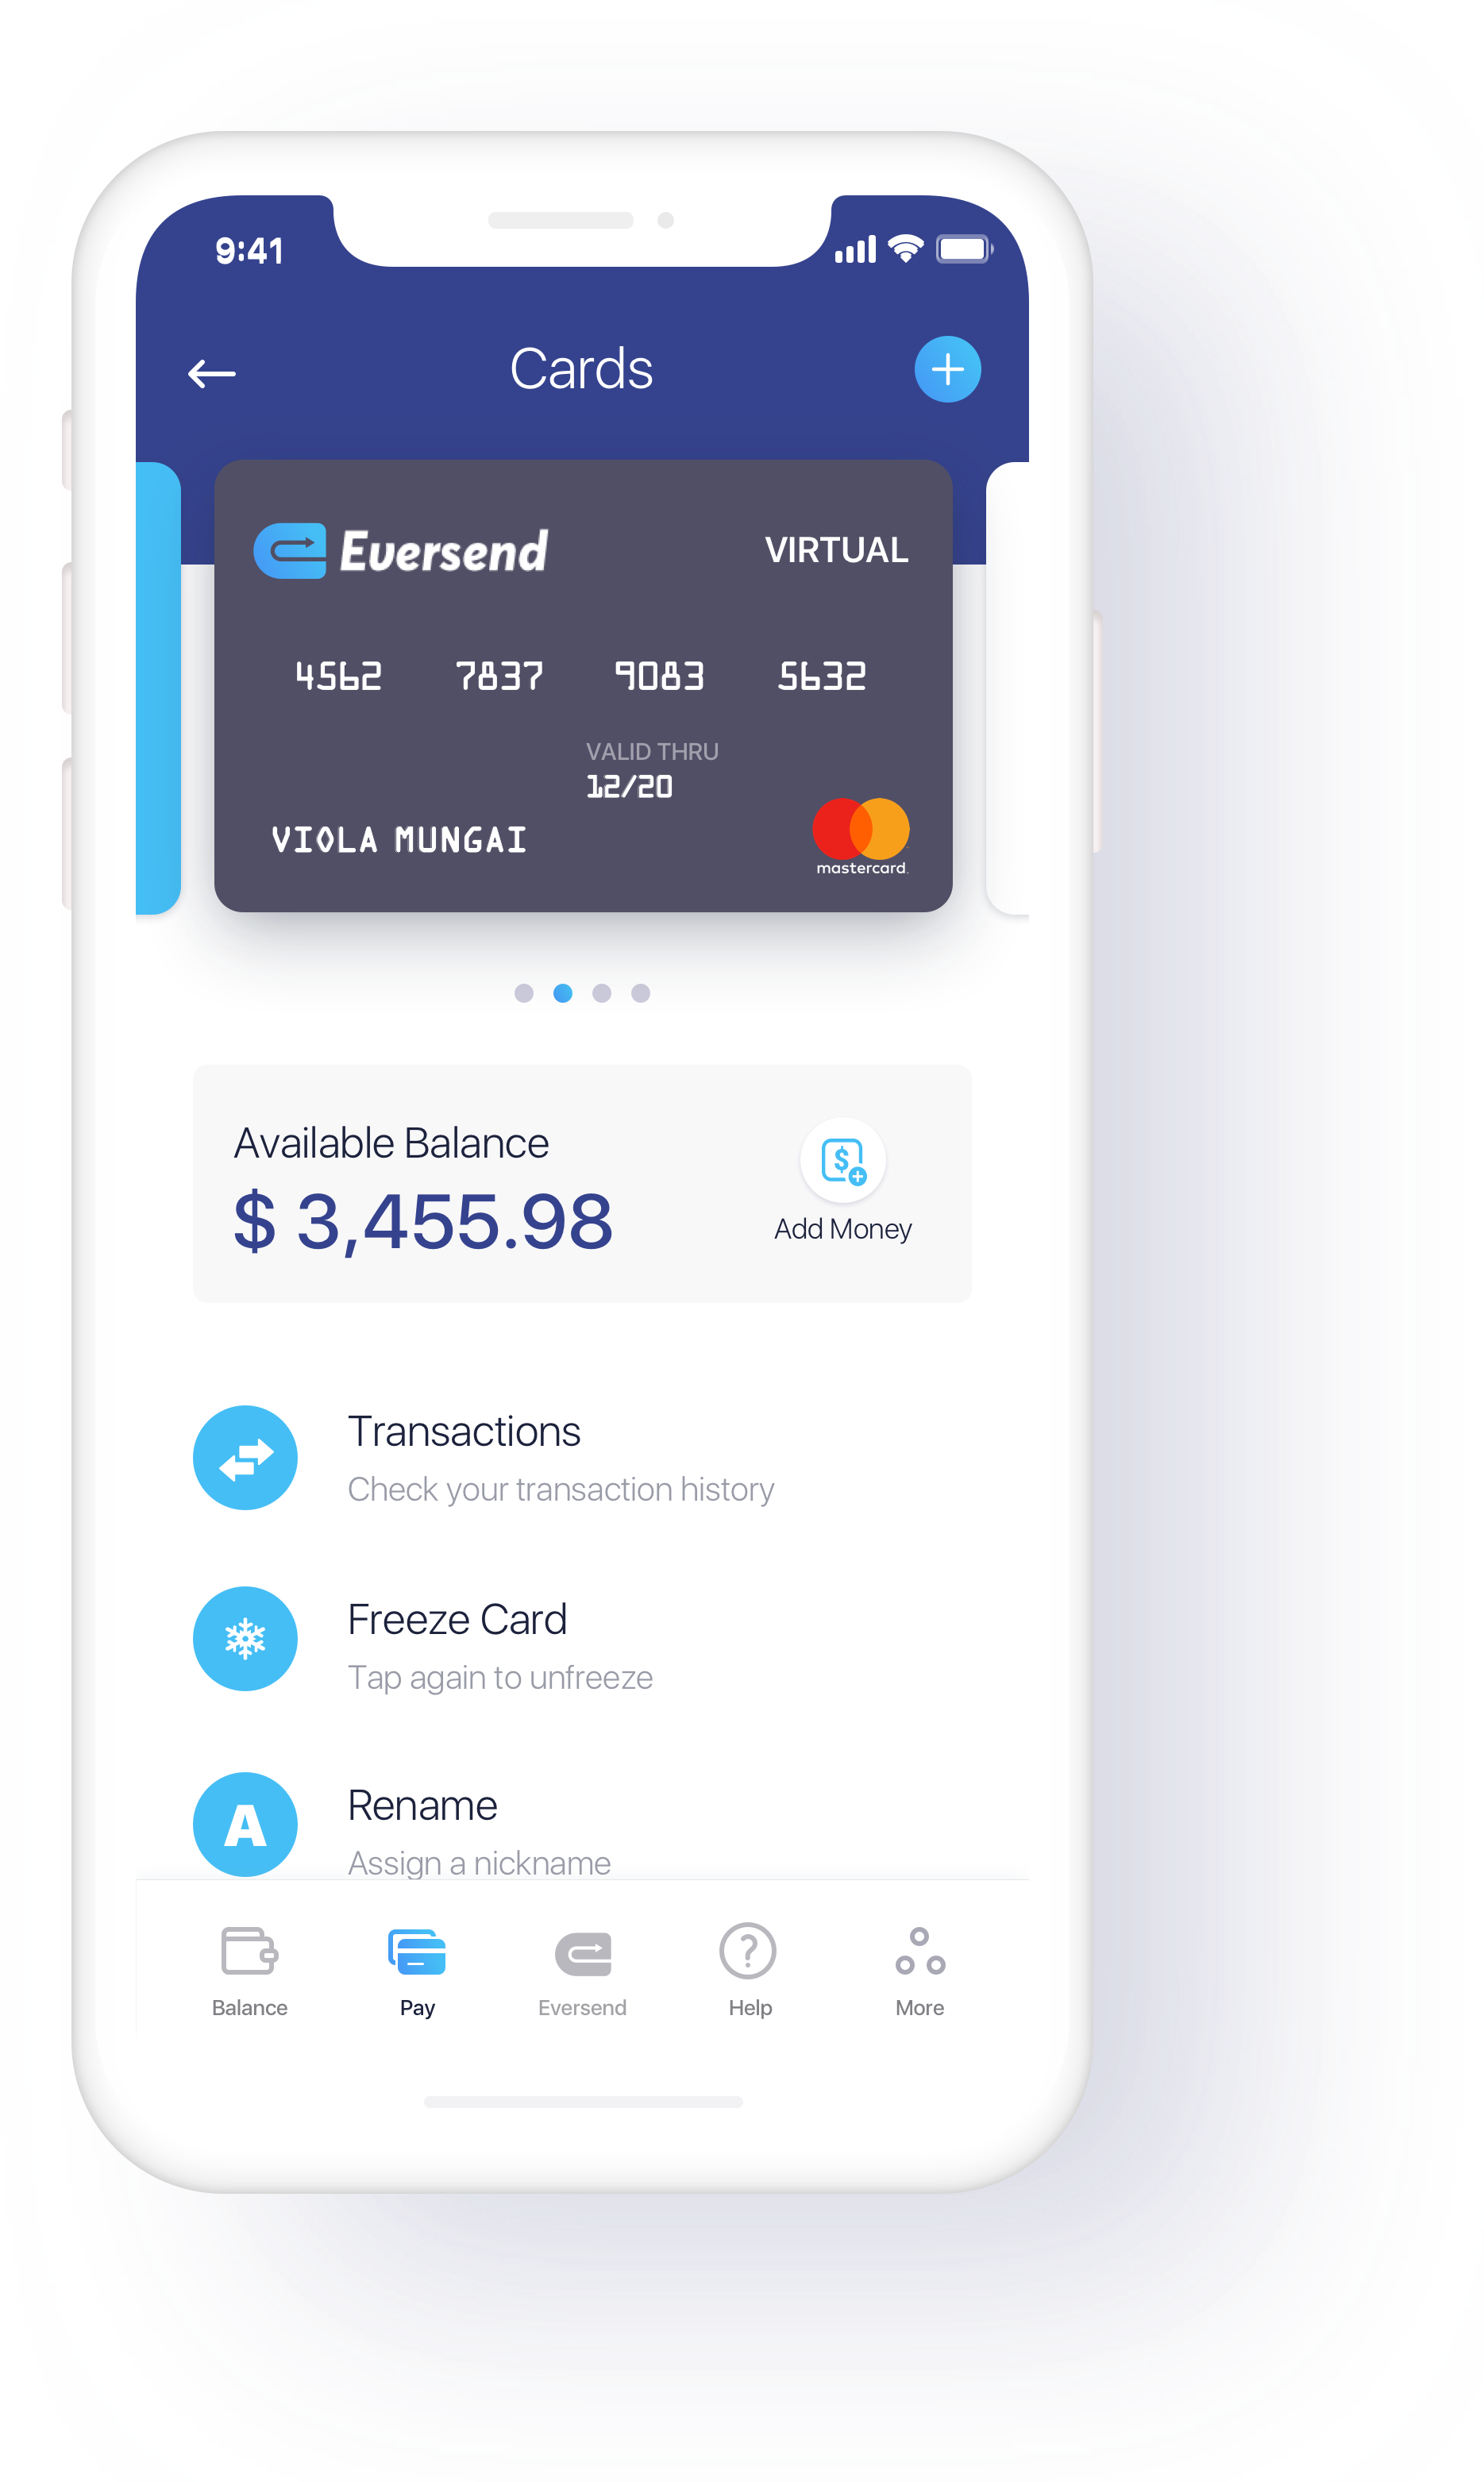 9:41
Cards
Eversend
VIRTUAL
4562 7837 9083 5632
VALID THRU
12/20
VIOLA MUNGAI
mastercard.
Available Balance
$ 3,455.98
Add Money
Transactions
Check your transaction history
Freeze Card
Tap again to unfreeze
A
Rename
Assign a nickname
Balance
Pay
Eversend
Help
More